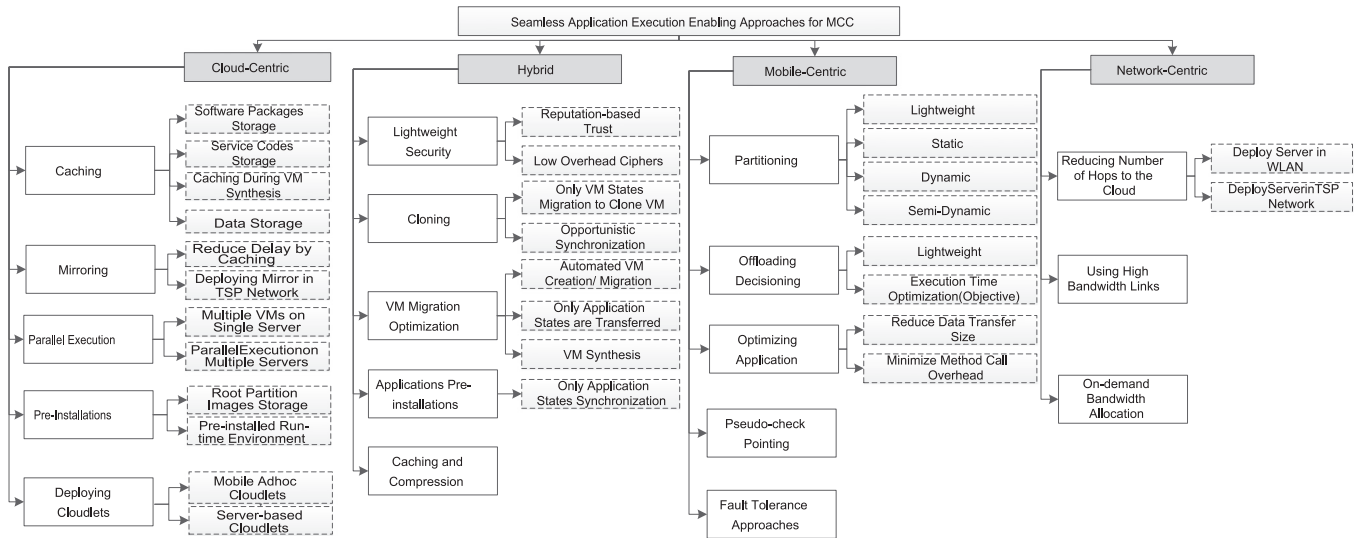 Seamless Application Execution Enabling Approaches for MCC
Cloud-Centric
Hybrid
Mobile-Centric
Network-Centric
Caching
Software Packages
Storage
Service Codes
Storage
Caching During VM
Synthesis
Data Storage
Mirroring
Reduce Delay by
Caching
Deploying Mirror in
TSP Network
Parallel Execution
Multiple VMs on
Single Server
ParallelExecutionon
Multiple Servers
Pre-Installations
Root Partition
Images Storage
Pre-installed Run-
time Environment
Deploying
Cloudlets
Mobile Adhoc
Cloudlets
Server-based
Cloudlets
Lightweight
Security
Reputation-based
Trust
Low Overhead Ciphers
Cloning
Only VM States
Migration to Clone VM
Opportunistic
Synchronization
VM Migration
Optimization
Automated VM
Creation/ Migration
Only Application
States are Transferred
VM Synthesis
Applications Pre-
installations
Only Application
States Synchronization
Caching and
Compression
Partitioning
Lightweight
Static
Dynamic
Semi-Dynamic
Offloading
Decisioning
Lightweight
Execution Time
Optimization(Objective)
Optimizing
Application
Reduce Data Transfer
Size
Minimize Method Call
Overhead
Pseudo-check
Pointing
Fault Tolerance
Approaches
Reducing Number
of Hops to the
Cloud
Deploy Server in
WLAN
DeployServerinTSP
Network
Using High
Bandwidth Links
On-demand
Bandwidth
Allocation